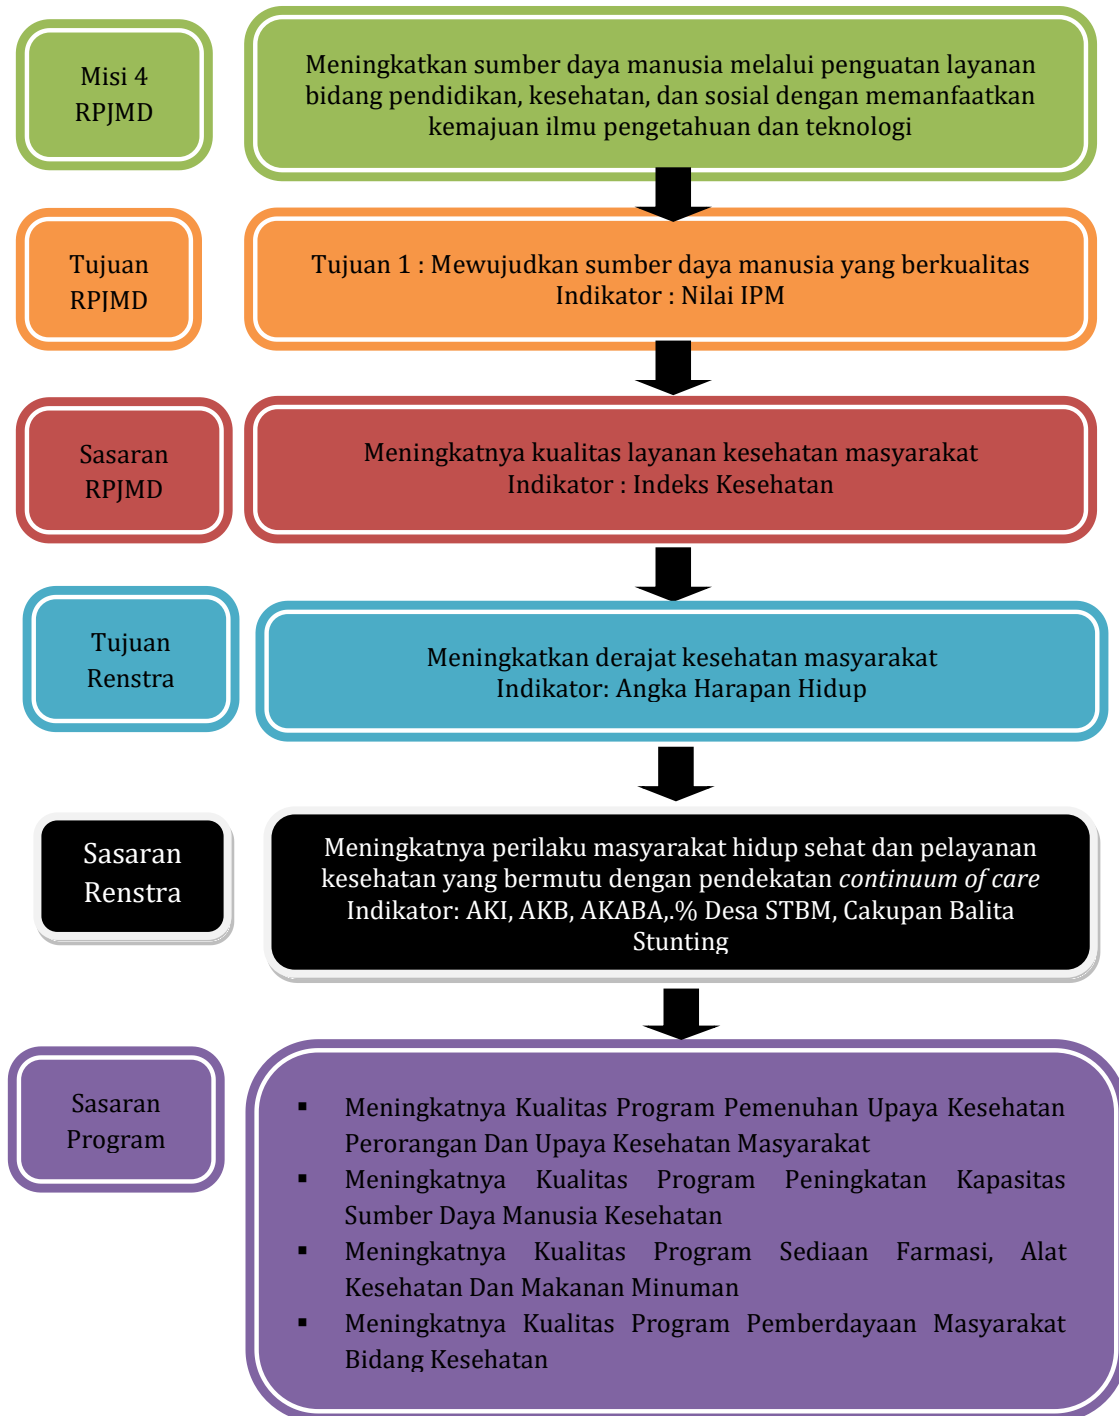 Misi 4
RPJMD
Meningkatkan sumber daya manusia melalui penguatan layanan
bidang pendidikan, kesehatan, dan sosial dengan memanfaatkan
kemajuan ilmu pengetahuan dan teknologi
Tujuan
RPJMD
Tujuan 1 : Mewujudkan sumber daya manusia yang berkualitas
Indikator : Nilai IPM
Sasaran
RPJMD
Meningkatnya kualitas layanan kesehatan masyarakat
Indikator : Indeks Kesehatan
Tujuan
Renstra
Meningkatkan derajat kesehatan masyarakat
Indikator: Angka Harapan Hidup
Sasaran
Renstra
Meningkatnya perilaku masyarakat hidup sehat dan pelayanan
kesehatan yang bermutu dengan pendekatan continuum of care
Indikator: AKI, AKB, AKABA,.% Desa STBM, Cakupan Balita
Stunting
Sasaran
Program
▪ Meningkatnya Kualitas Program Pemenuhan Upaya Kesehatan
Perorangan Dan Upaya Kesehatan Masyarakat
▪ Meningkatnya Kualitas Program Peningkatan Kapasitas
Sumber Daya Manusia Kesehatan
▪ Meningkatnya Kualitas Program Sediaan Farmasi, Alat
Kesehatan Dan Makanan Minuman
▪ Meningkatnya Kualitas Program Pemberdayaan Masyarakat
Bidang Kesehatan